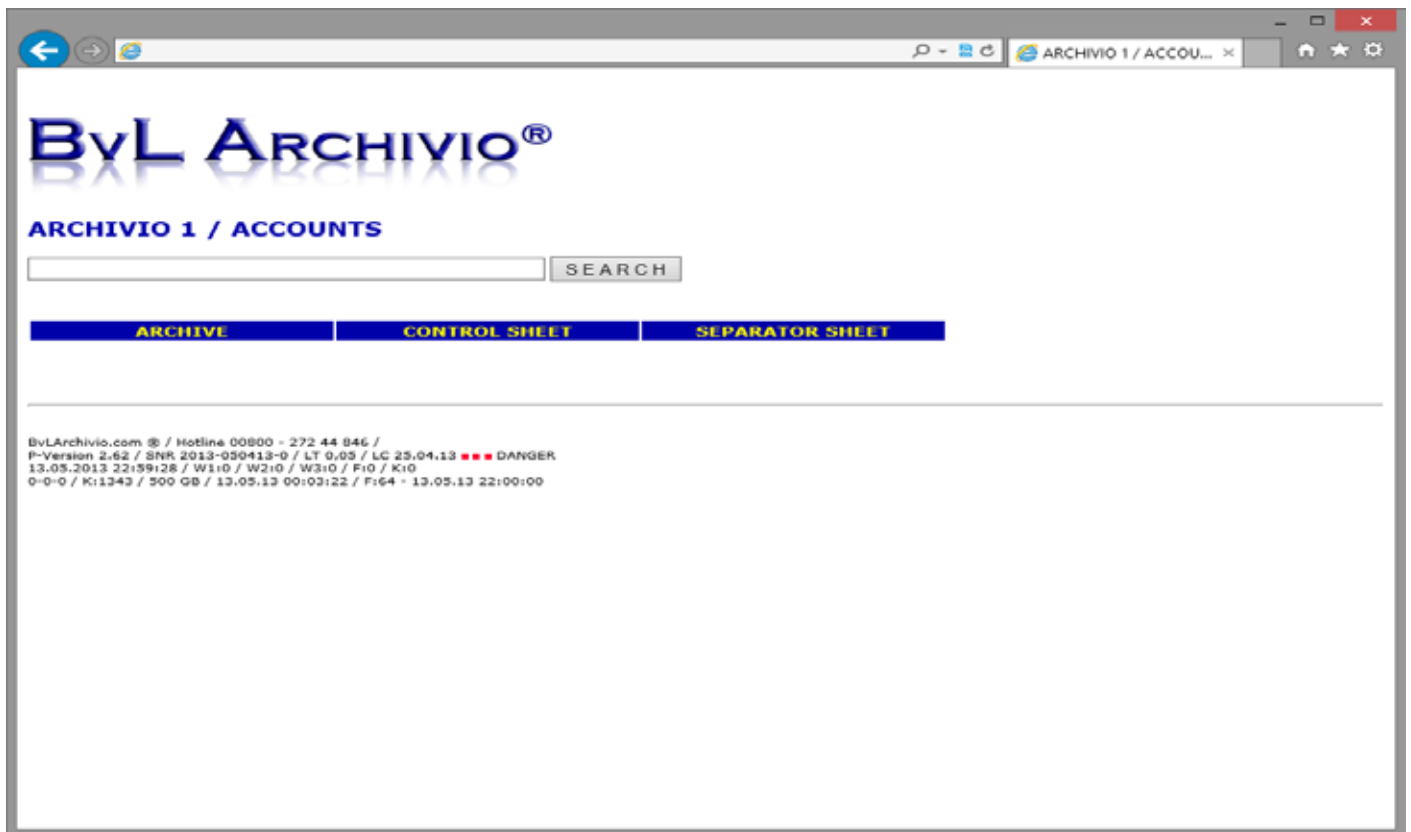 ARCHIVIO 1 / ACCOU...
BVL ARCHIVIO®
ARCHIVIO 1 / ACCOUNTS
SEARCH
ARCHIVE CONTROL SHEET SEPARATOR SHEET
BvLArchivio.com ® / Hotline 00800 - 272 44 846 /
P-Version 2.62 / SNR 2013-050413-0 / LT 0,05 / LC 25.04.13 ■ ■ ■ DANGER
13.05.2013 22:59:28 / W1:0 / W2:0 / W3:0 / F:0 / K:0
0-0-0 / K:1343 / 500 GB / 13.05.13 00:03:22 / F:64 - 13.05.13 22:00:00